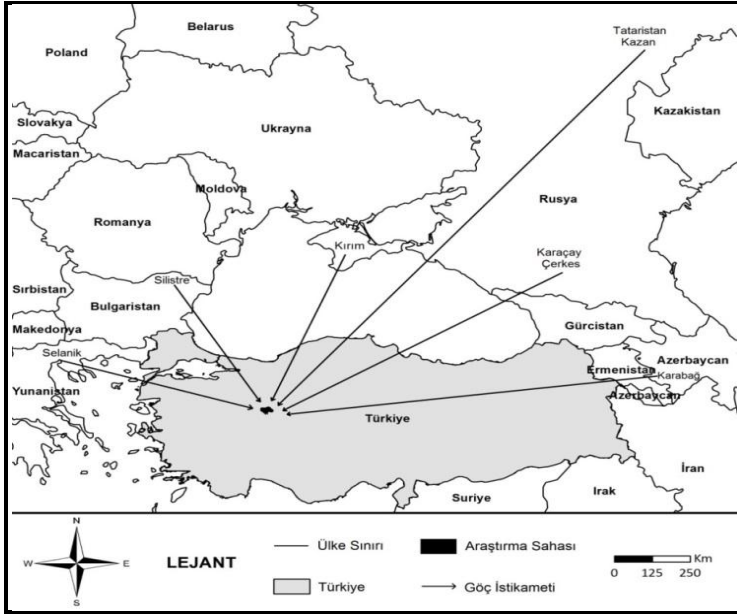 Belarus
Tataristan
Kazan
Poland
Kazakistan
Slovakya
Ukrayna
Macaristan
Moldova
Rusya
Romanya
Kırım
Karaçay
Çerkes
Silistre
Sırbistan
Bulgaristan
Makedonya
Gürcistan
Selanik
Azerbaycan
Ermenistan
Karabağ
Yunanistan
Azerbaycan
Türkiye
İran
Suriye
Irak
N
W
E
S
LEJANT
Ülke Sınırı
Araştırma Sahası
Türkiye
Göç İstikameti
Km
0 125 250